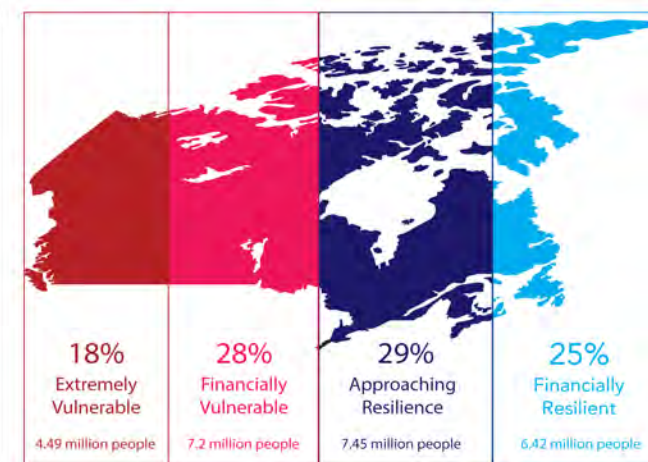 18%
Extremely
Vulnerable
4.49 million people
28%
Financially
Vulnerable
7.2 million people
29%
Approaching
Resilience
7.45 million people
25%
Financially
Resilient
6.42 million people